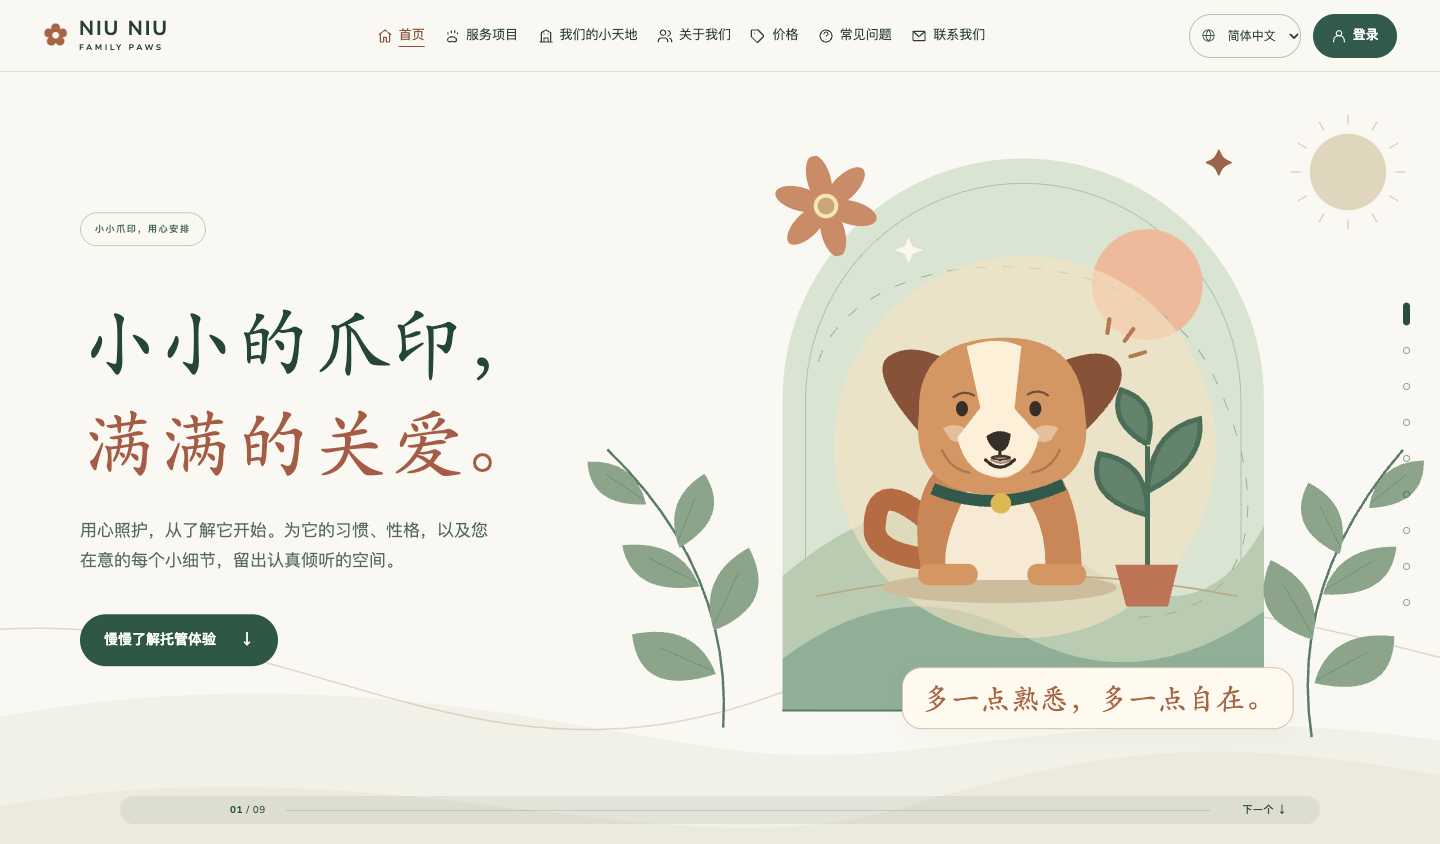 NIU NIU
FAMILY PAWS
首页
服务项目
我们的小天地
关于我们
价格
常见问题
联系我们
简体中文
登录
小小爪印，用心安排
小小的爪印，
满满的关爱。
用心照护，从了解它开始。为它的习惯、性格，以及您
在意的每个小细节，留出认真倾听的空间。
慢慢了解托管体验 ↓
多一点熟悉，多一点自在。
01 / 09
下一个 ↓